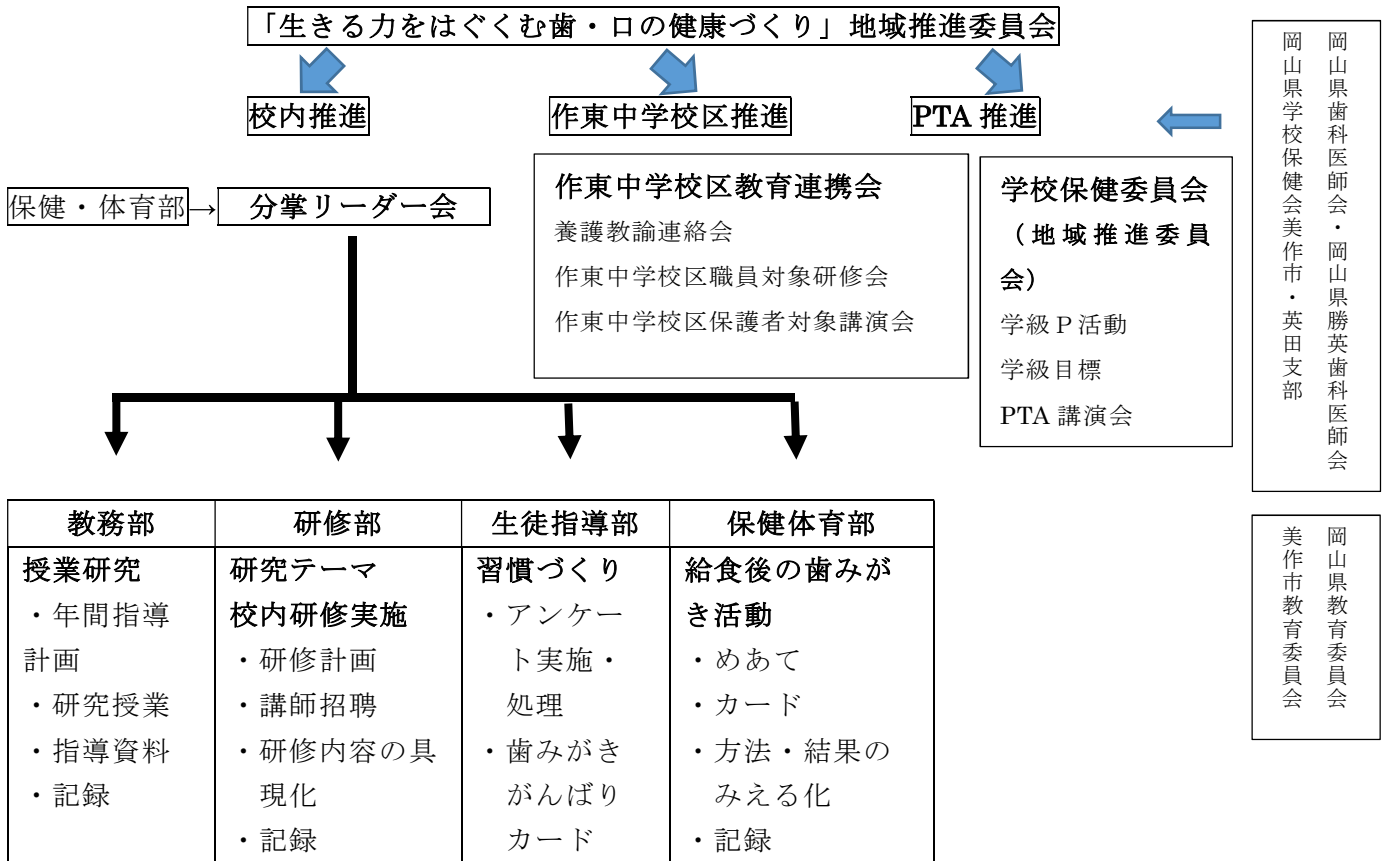 「生きる力をはぐくむ歯・口の健康づくり」地域推進委員会
校内推進
作東中学校区推進
PTA 推進
保健・体育部→
分掌リーダー会
作東中学校区教育連携会
養護教諭連絡会
作東中学校区職員対象研修会
作東中学校区保護者対象講演会
学校保健委員会
（地域推進委員
会）
学級 P 活動
学級目標
PTA 講演会
岡山県歯科医師会・岡山県勝英歯科医師会
岡山県学校保健会美作市・英田支部
岡山県教育委員会
美作市教育委員会
教務部
授業研究
・年間指導
計画
・研究授業
・指導資料
・記録
研修部
研究テーマ
校内研修実施
・研修計画
・講師招聘
・研修内容の具
現化
・記録
生徒指導部
習慣づくり
・アンケー
ト実施・
処理
・歯みがき
がんばり
カード
保健体育部
給食後の歯みが
き活動
・めあて
・カード
・方法・結果の
みえる化
・記録